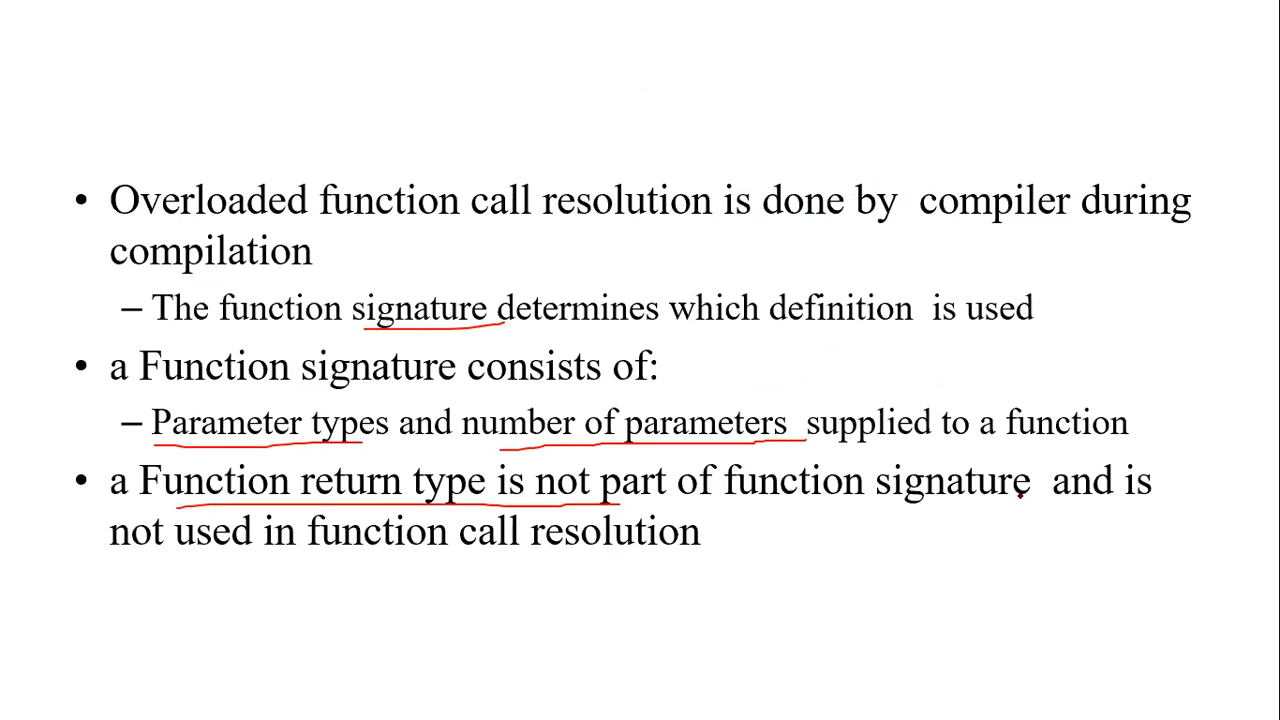 • Overloaded function call resolution is done by compiler during
compilation
– The function signature determines which definition is used
• a Function signature consists of:
– Parameter types and number of parameters supplied to a function
• a Function return type is not part of function signature and is
not used in function call resolution